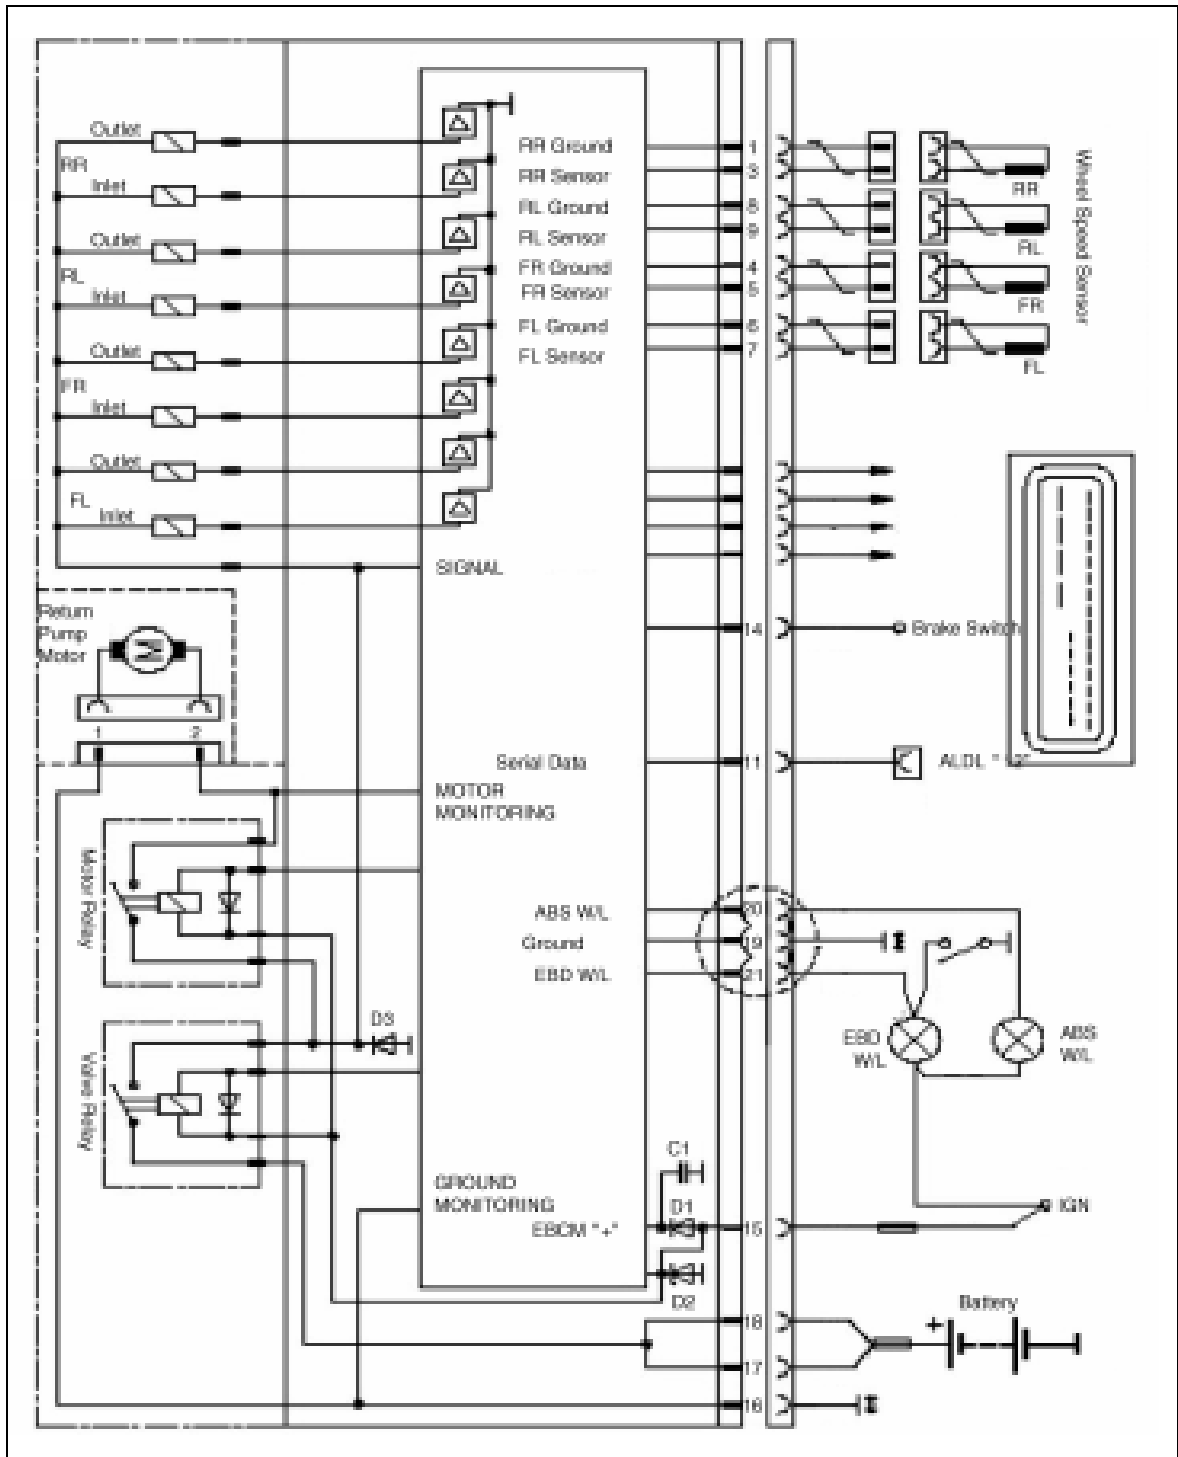 Outlet
RR
Inlet
Outlet
RL
Inlet
Outlet
FR
Inlet
Outlet
FL
Inlet
RR Ground
RR Sensor
RL Ground
RL Sensor
FR Ground
FR Sensor
FL Ground
FL Sensor
1
3
8
9
4
5
6
7
RR
RL
FR
FL
Wheel Speed Sensor
SIGNAL
Return
Pump
Motor
M
1 2
14
Brake Switch
Serial Data
11
ALDL
MOTOR
MONITORING
Motor Relay
ABS W/L
Ground
EBD W/L
20
19
21
EBD
W/L
ABS
W/L
D3
Valve Relay
C1
GROUND
MONITORING
D1
EBCM "+"
15
IGN
D2
Battery
+
18
17
16